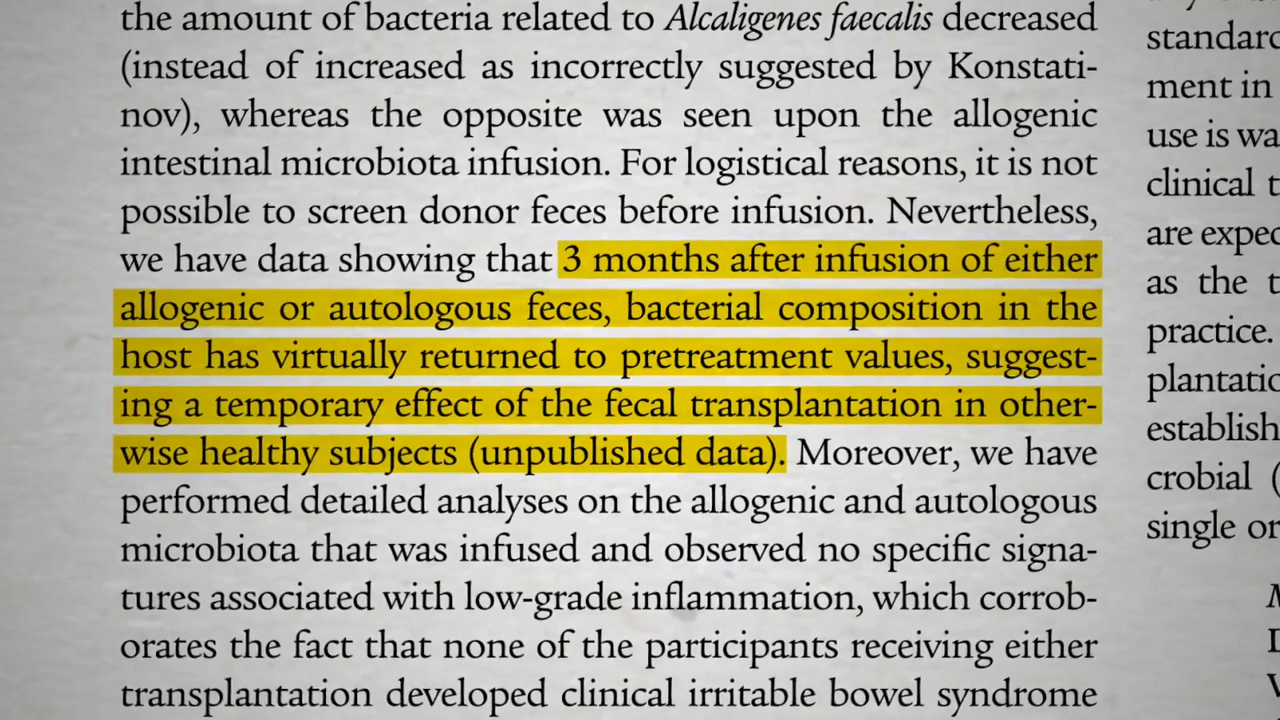 the amount of bacteria related to Alcaligenes faecalis decreased
(instead of increased as incorrectly suggested by Konstati-
nov), whereas the opposite was seen upon the allogenic
intestinal microbiota infusion. For logistical reasons, it is not
possible to screen donor feces before infusion. Nevertheless,
we have data showing that 3 months after infusion of either
allogenic or autologous feces, bacterial composition in the
host has virtually returned to pretreatment values, suggest-
ing a temporary effect of the fecal transplantation in other-
wise healthy subjects (unpublished data). Moreover, we have
performed detailed analyses on the allogenic and autologous
microbiota that was infused and observed no specific signa-
tures associated with low-grade inflammation, which corrob-
orates the fact that none of the participants receiving either
transplantation developed clinical irritable bowel syndrome
standard
ment in
use is wa
clinical t
are expec
as the t
practice.
plantatio
establish
crobial (
single or